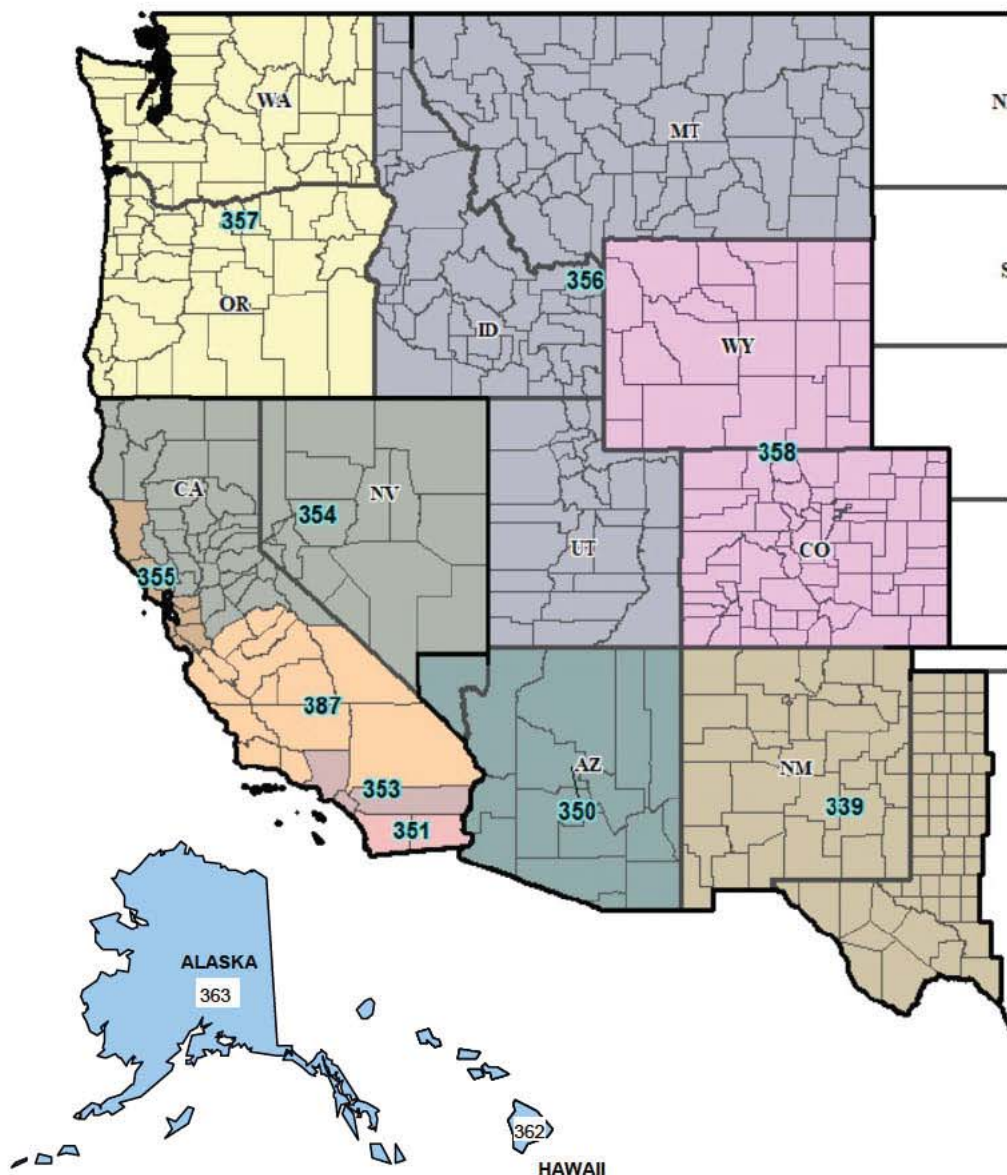 WA
MT
N
357
356
S
OR
ID
WY
358
CA
NV
354
UT
CO
355
387
AZ
NM
353
350
339
351
ALASKA
363
362
HAWAII